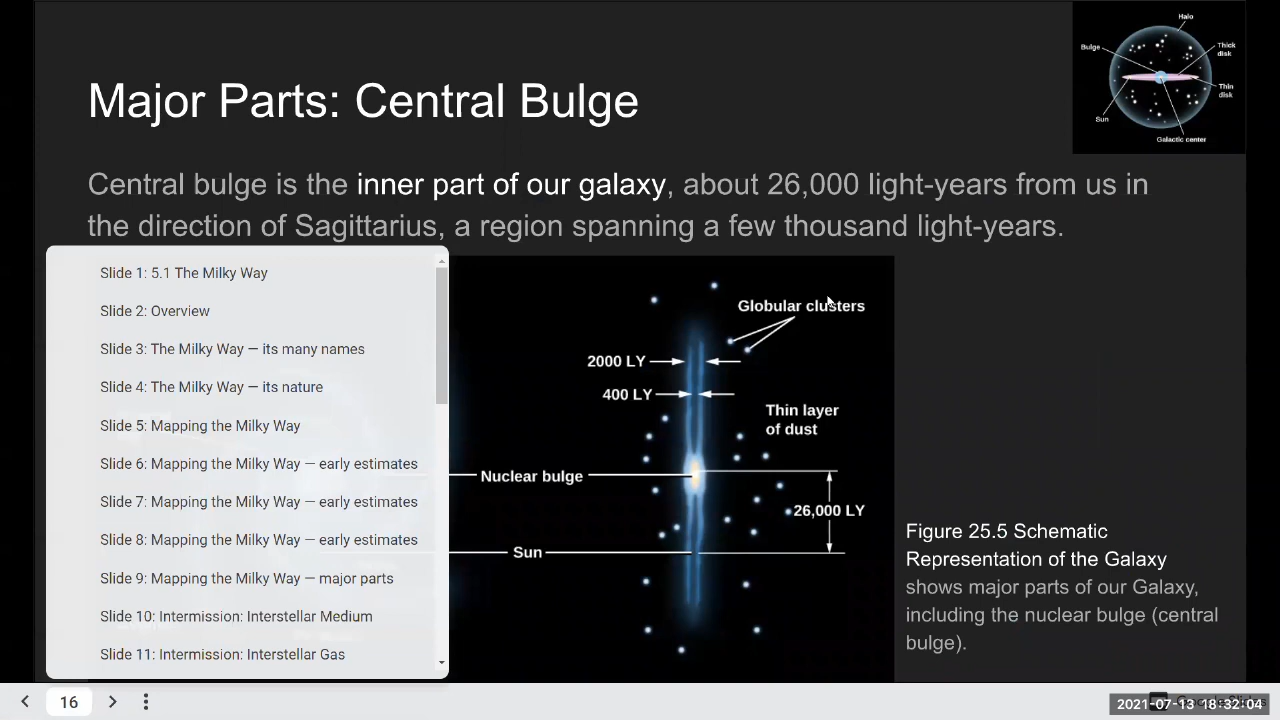 Major Parts: Central Bulge
Halo
Bulge
Thick
disk
Thin
disk
Sun
Galactic center
Central bulge is the inner part of our galaxy, about 26,000 light-years from us in
the direction of Sagittarius, a region spanning a few thousand light-years.
Slide 1: 5.1 The Milky Way
Slide 2: Overview
Slide 3: The Milky Way — its many names
Slide 4: The Milky Way — its nature
Slide 5: Mapping the Milky Way
Slide 6: Mapping the Milky Way — early estimates
Slide 7: Mapping the Milky Way — early estimates
Slide 8: Mapping the Milky Way — early estimates
Slide 9: Mapping the Milky Way — major parts
Slide 10: Intermission: Interstellar Medium
Slide 11: Intermission: Interstellar Gas
Globular clusters
2000 LY
400 LY
Thin layer
of dust
Nuclear bulge
26,000 LY
Sun
Figure 25.5 Schematic
Representation of the Galaxy
shows major parts of our Galaxy,
including the nuclear bulge (central
bulge).
16
2021-07-13 18:32:04